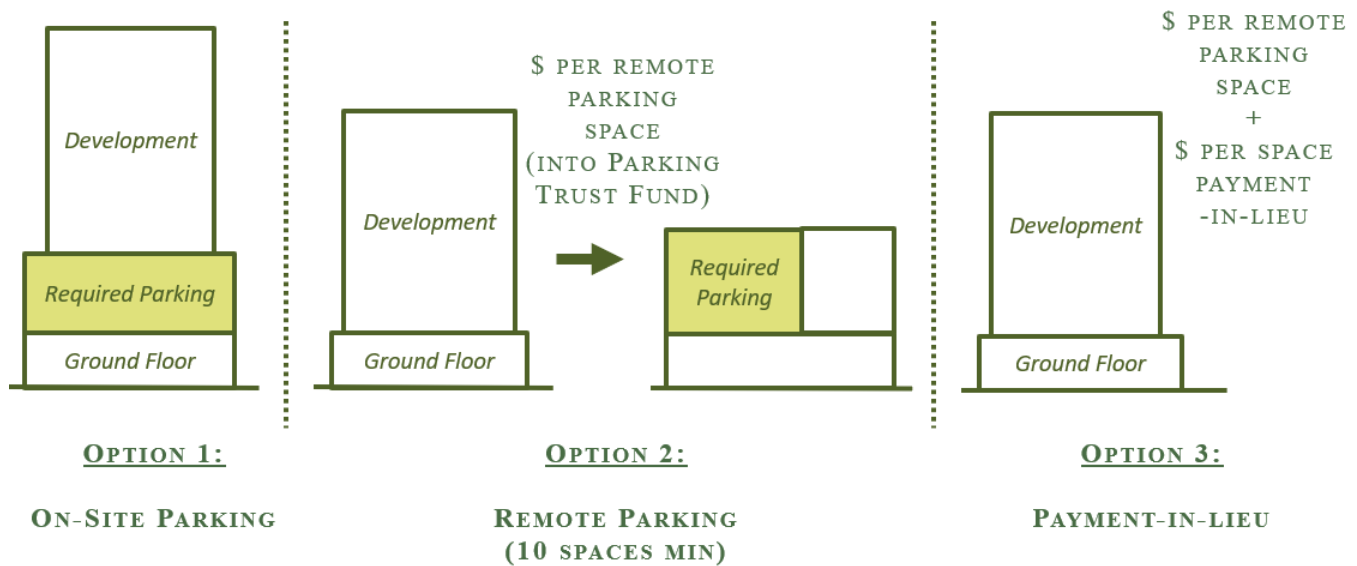 Development
Required Parking
Ground Floor
OPTION 1:
ON-SITE PARKING
$ PER REMOTE
PARKING
SPACE
(INTO PARKING
TRUST FUND)
Development
Ground Floor
Required
Parking
OPTION 2:
REMOTE PARKING
(10 SPACES MIN)
$ PER REMOTE
PARKING
SPACE
+
$ PER SPACE
PAYMENT
-IN-LIEU
Development
Ground Floor
OPTION 3:
PAYMENT-IN-LIEU